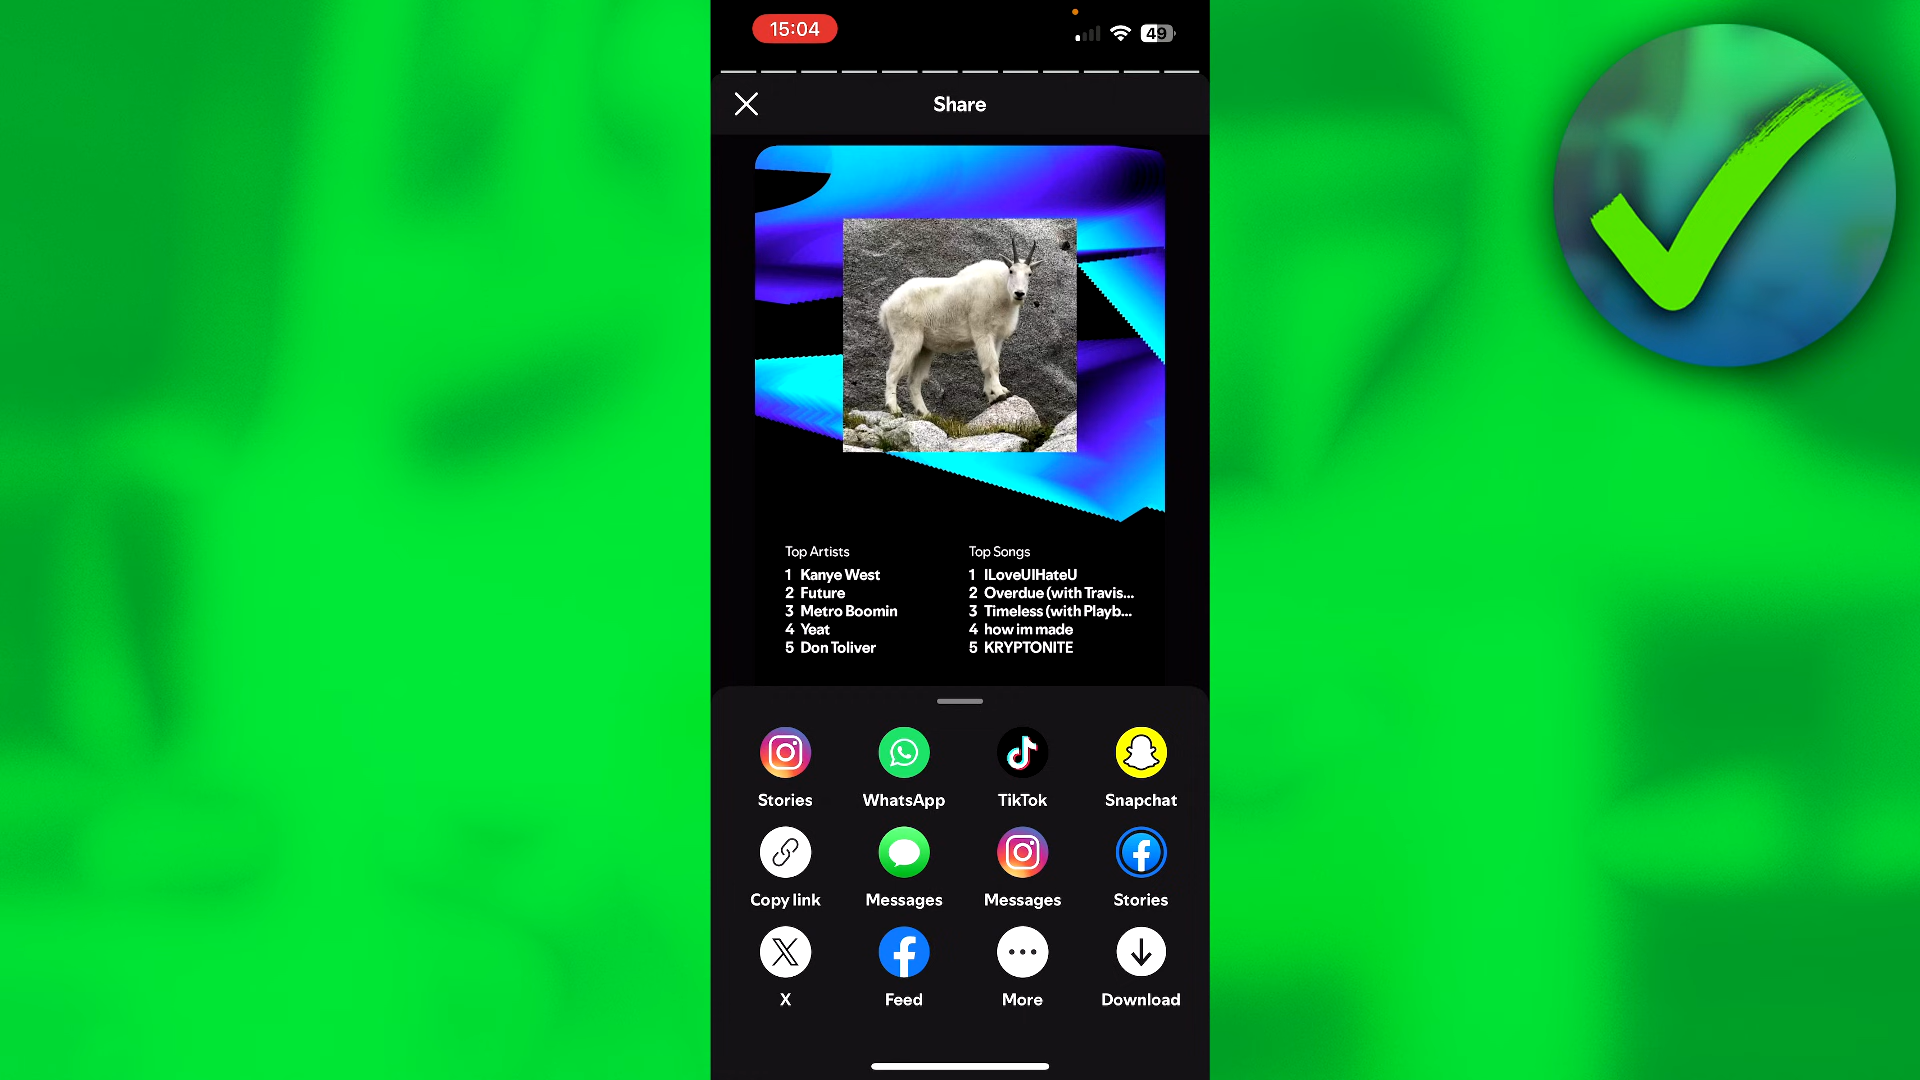 15:04
49
Share
Top Artists
1 Kanye West
2 Future
3 Metro Boomin
4 Yeat
5 Don Toliver
Top Songs
1 ILoveUIHateU
2 Overdue (with Travis...
3 Timeless (with Playb...
4 how im made
5 KRYPTONITE
Stories
WhatsApp
TikTok
Snapchat
Copy link
Messages
Messages
Stories
X
Feed
More
Download